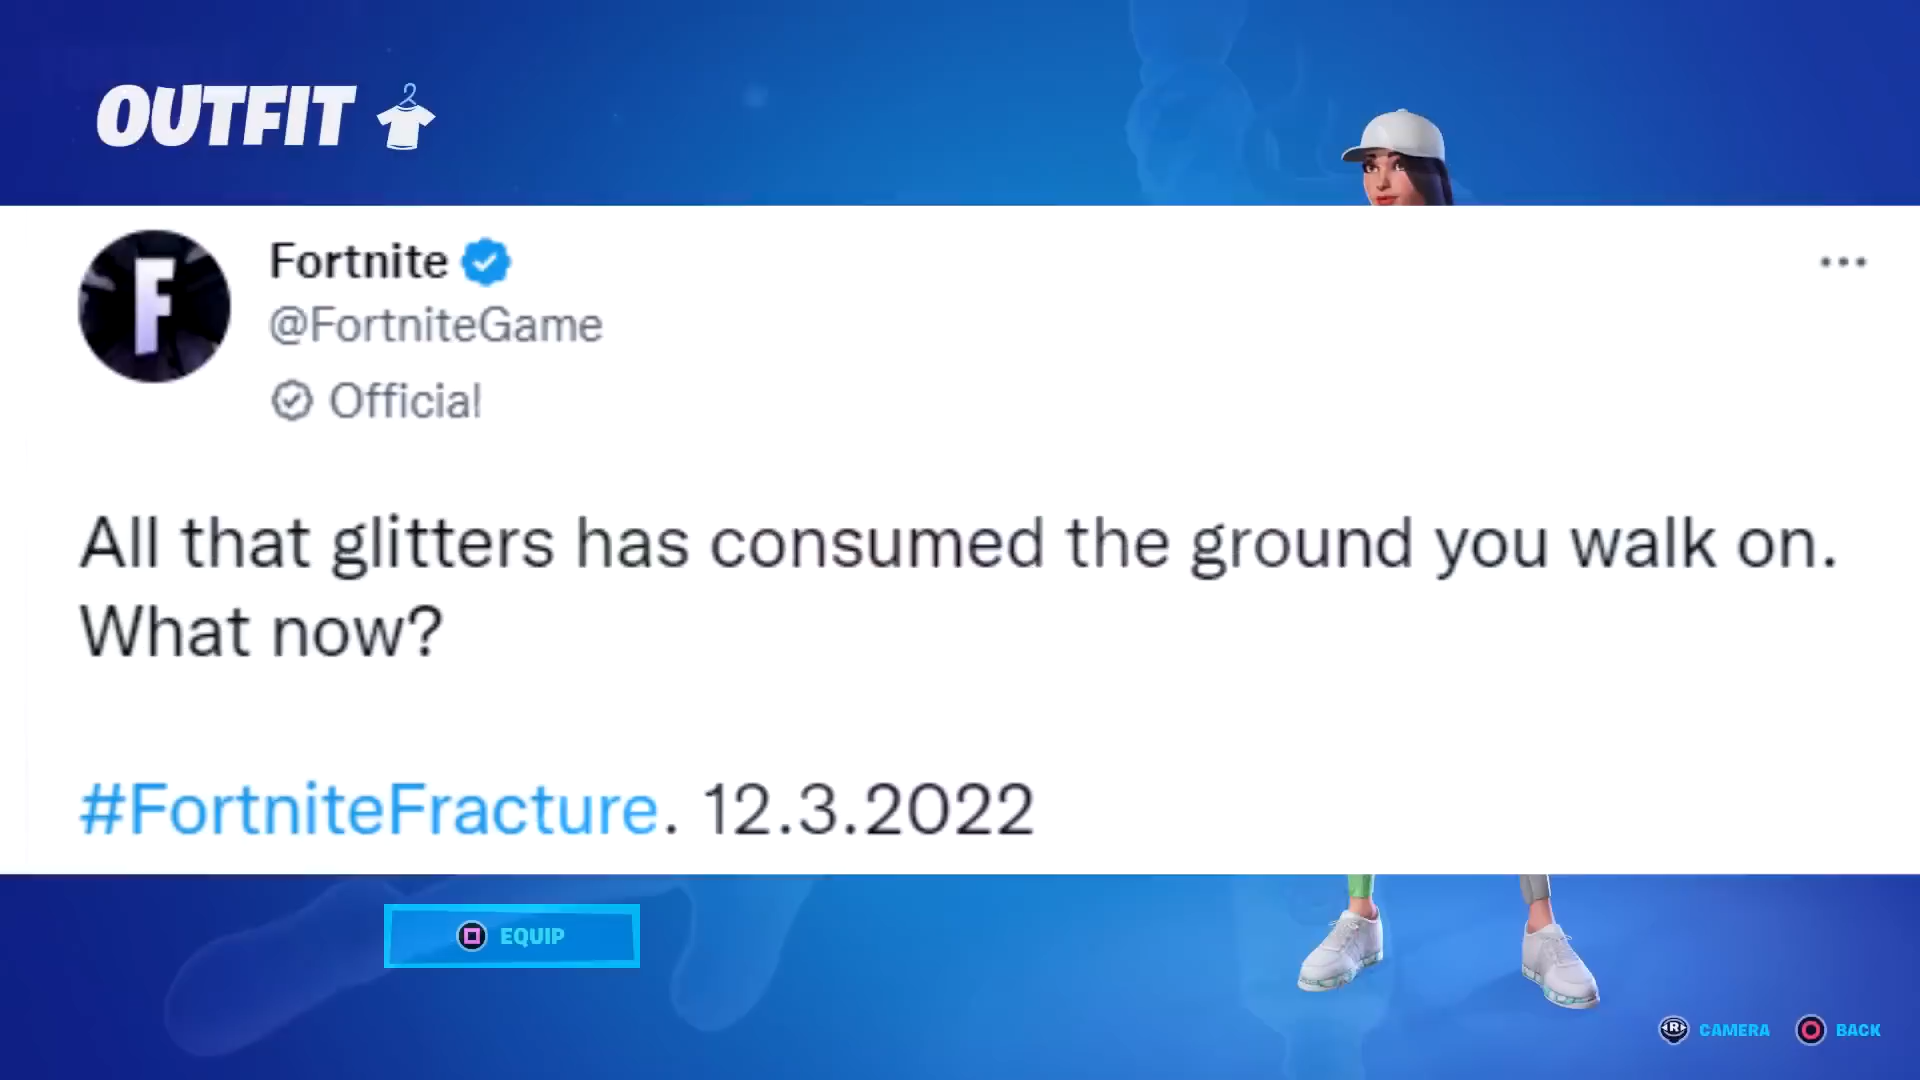 OUTFIT
Fortnite
@FortniteGame
Official
All that glitters has consumed the ground you walk on.
What now?
#FortniteFracture. 12.3.2022
EQUIP
R CAMERA BACK